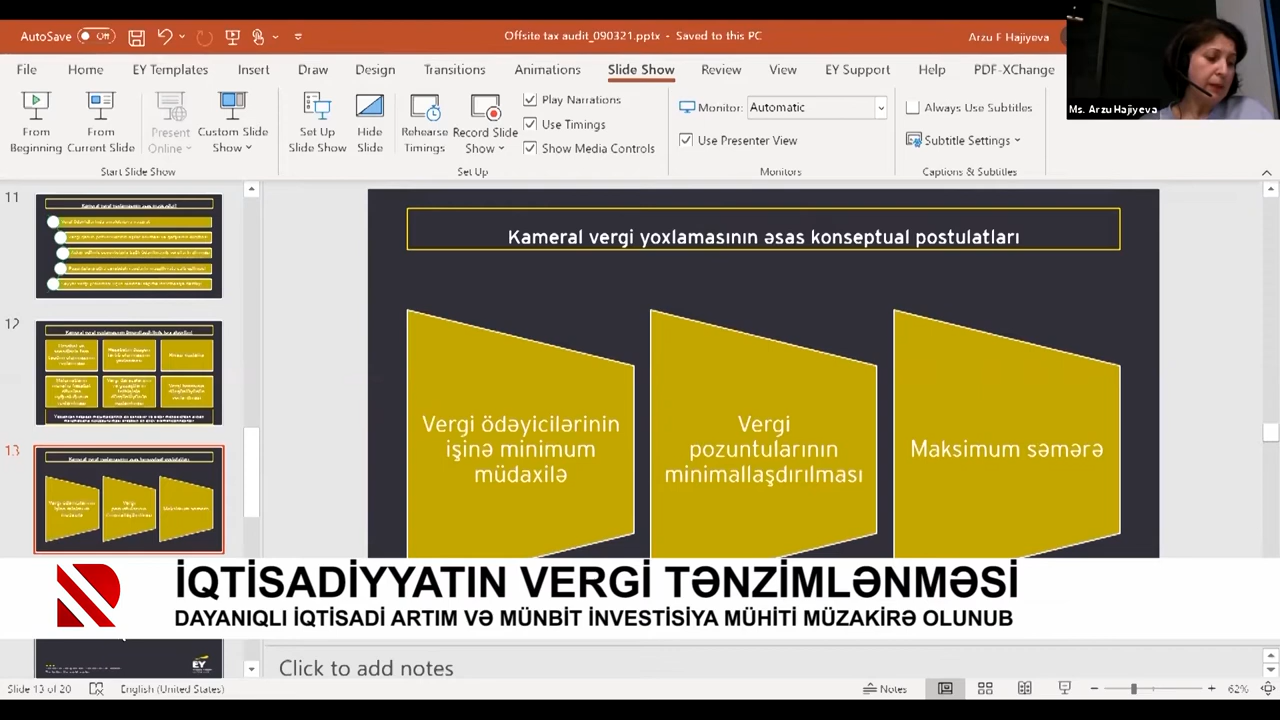 AutoSave Off
Offsite tax audit_090321.pptx - Saved to this PC
Arzu F Hajiyeva
File Home EY Templates Insert Draw Design Transitions Animations Slide Show Review View EY Support Help PDF-XChange
Ms. Arzu Hajiyeva
From Beginning
From Current Slide
Present Online
Custom Slide Show
Start Slide Show
Set Up Slide Show
Hide Slide
Rehearse Timings
Record Slide Show
Play Narrations
Use Timings
Show Media Controls
Set Up
Monitor: Automatic
Use Presenter View
Monitors
Always Use Subtitles
Subtitle Settings
Captions & Subtitles
11
12
13
Kameral vergi yoxlamasının əsas konseptual postulatları
Vergi ödəyicilərinin
işinə minimum
müdaxilə
Vergi
pozuntularının
minimallaşdırılması
Maksimum səmərə
İQTİSADİYYATIN VERGİ TƏNZİMLƏNMƏSİ
DAYANIQLI İQTİSADİ ARTIM VƏ MÜNBİT İNVESTİSİYA MÜHİTİ MÜZAKİRƏ OLUNUB
EY
Click to add notes
Slide 13 of 20 English (United States) Notes 62%